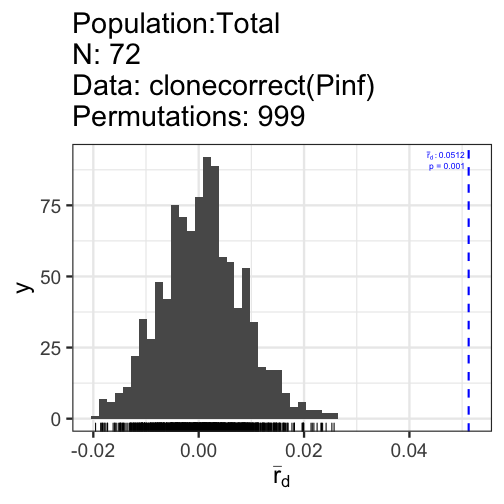 Population:Total
N: 72
Data: clonecorrect(Pinf)
Permutations: 999
r̅d : 0.0512
p = 0.001
75
50
25
0
y
-0.02 0.00 0.02 0.04
r̅d